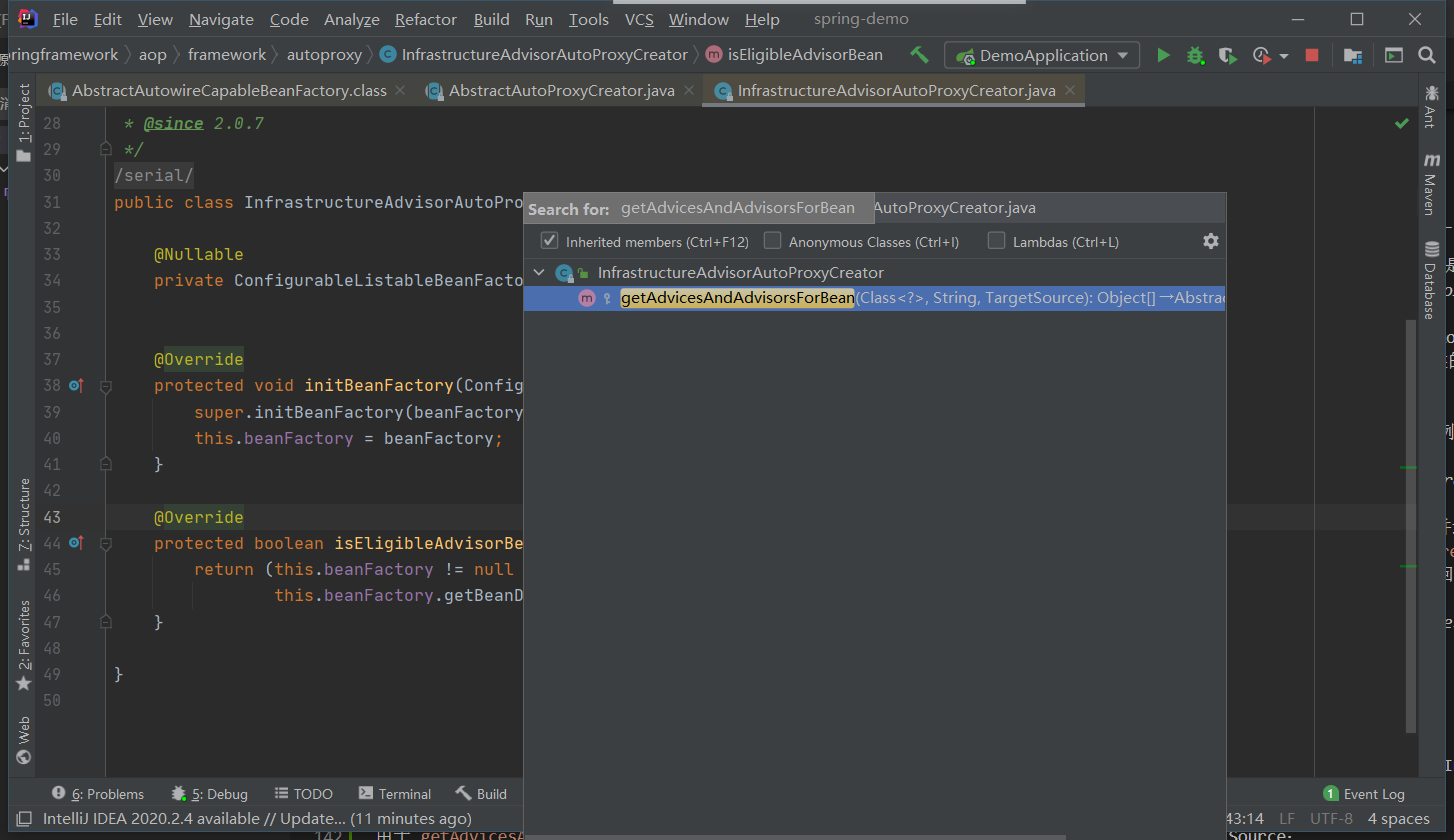 File Edit View Navigate Code Analyze Refactor Build Run Tools VCS Window Help spring-demo
ringframework aop framework autoproxy InfrastructureAdvisorAutoProxyCreator isEligibleAdvisorBean DemoApplication
AbstractAutowireCapableBeanFactory.class AbstractAutoProxyCreator.java InfrastructureAdvisorAutoProxyCreator.java
1: Project
7: Structure
2: Favorites
Web
28 * @since 2.0.7
29 */
30 /serial/
31 public class InfrastructureAdvisorAutoPro
32
33 @Nullable
34 private ConfigurableListableBeanFacto
35
36
37 @Override
38 protected void initBeanFactory(Config
39 super.initBeanFactory(beanFactory
40 this.beanFactory = beanFactory;
41 }
42
43 @Override
44 protected boolean isEligibleAdvisorBe
45 return (this.beanFactory != null
46 this.beanFactory.getBeanD
47 }
48
49 }
50
Search for: getAdvicesAndAdvisorsForBean AutoProxyCreator.java
Inherited members (Ctrl+F12) Anonymous Classes (Ctrl+I) Lambdas (Ctrl+L)
InfrastructureAdvisorAutoProxyCreator
getAdvicesAndAdvisorsForBean(Class<?>, String, TargetSource): Object[] →Abstrac
Ant
Maven
Database
6: Problems 5: Debug TODO Terminal Build 1 Event Log
IntelliJ IDEA 2020.2.4 available // Update... (11 minutes ago) 43:14 LF UTF-8 4 spaces